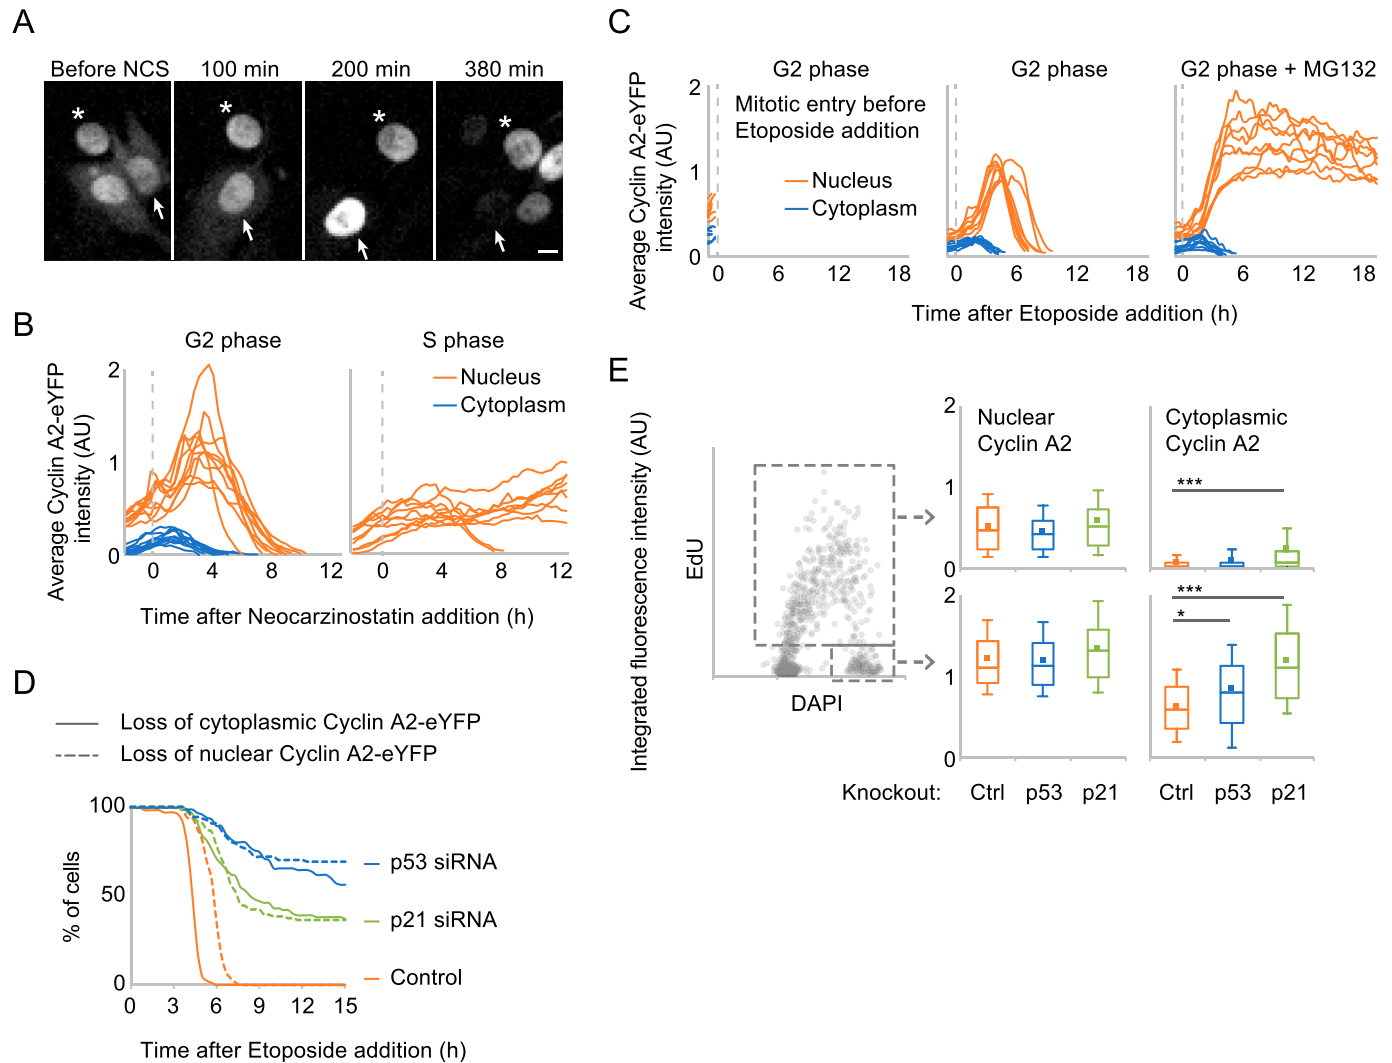 A
Before NCS
100 min
200 min
380 min
*
*
*
*
B
G2 phase
S phase
Average Cyclin A2-eYFP
intensity (AU)
2
1
0
Nucleus
Cytoplasm
0
4
8
12
0
4
8
12
Time after Neocarzinostatin addition (h)
C
G2 phase
G2 phase
G2 phase + MG132
Average Cyclin A2-eYFP
intensity (AU)
2
1
0
Mitotic entry before
Etoposide addition
Nucleus
Cytoplasm
0
6
12
18
0
6
12
18
0
6
12
18
Time after Etoposide addition (h)
D
Loss of cytoplasmic Cyclin A2-eYFP
Loss of nuclear Cyclin A2-eYFP
% of cells
100
50
0
p53 siRNA
p21 siRNA
Control
0
3
6
9
12
15
Time after Etoposide addition (h)
E
EdU
DAPI
Integrated fluorescence intensity (AU)
2
1
0
Nuclear
Cyclin A2
Cytoplasmic
Cyclin A2
***
2
1
0
***
*
Knockout:
Ctrl
p53
p21
Ctrl
p53
p21